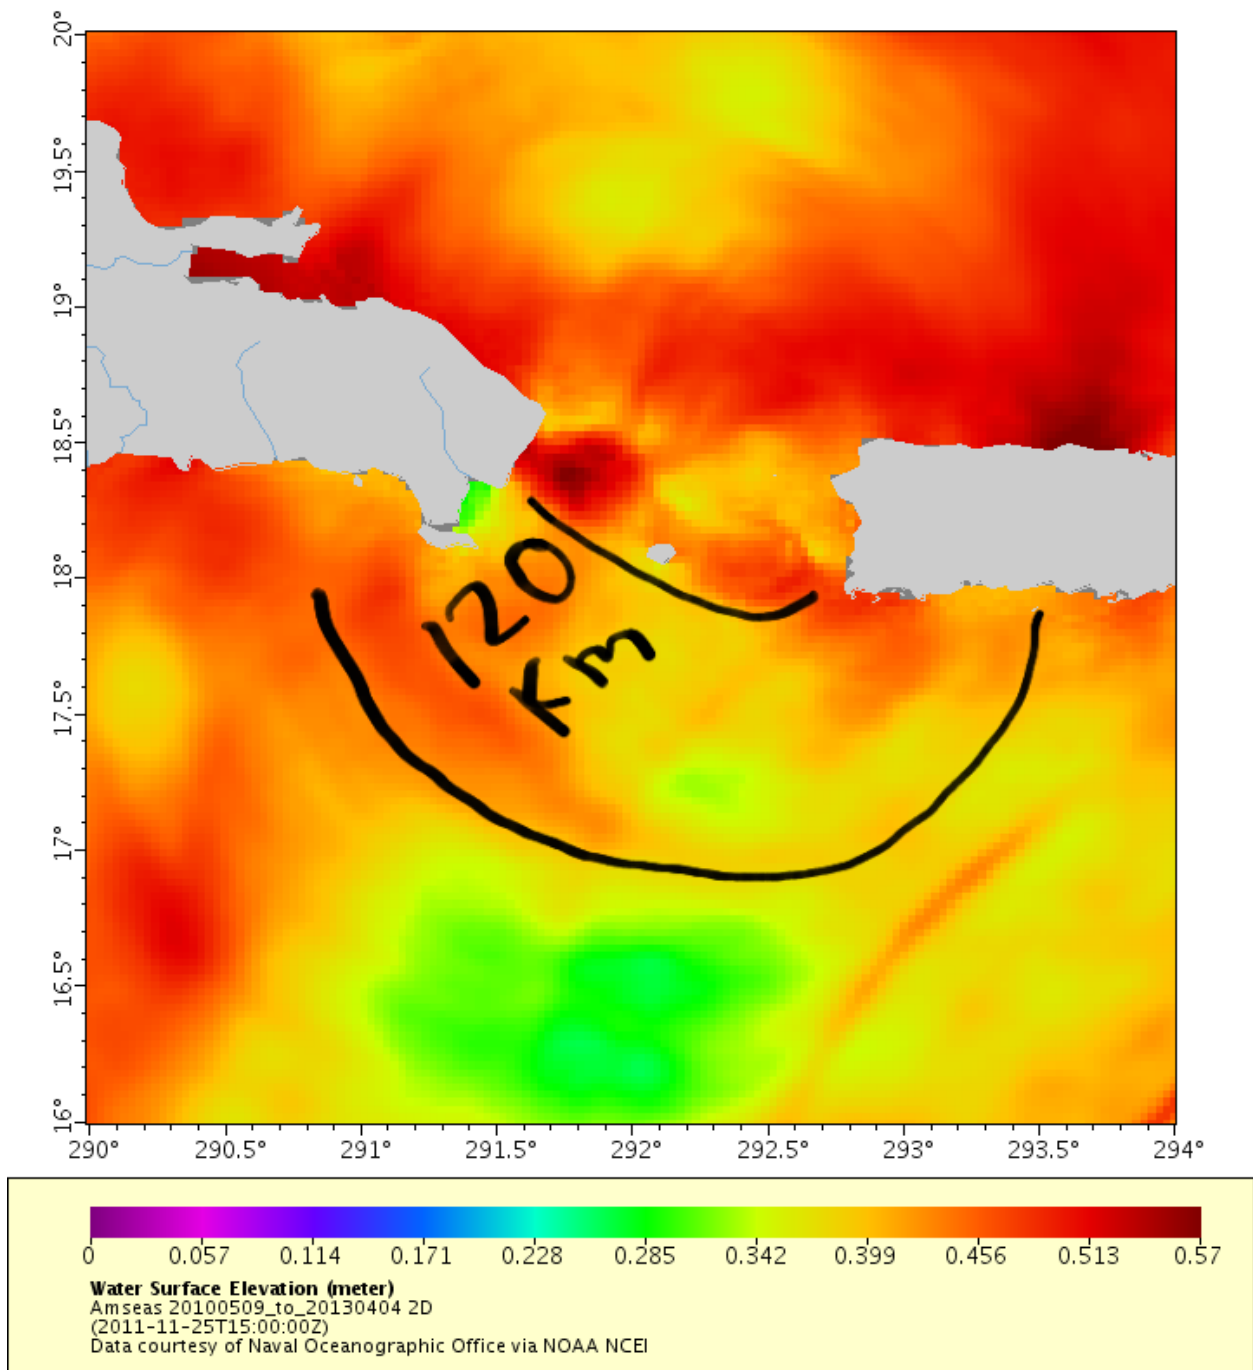 20°
19.5°
19°
18.5°
18°
17.5°
17°
16.5°
16°
120
Km
290° 290.5° 291° 291.5° 292° 292.5° 293° 293.5° 294°
0 0.057 0.114 0.171 0.228 0.285 0.342 0.399 0.456 0.513 0.57
Water Surface Elevation (meter)
Amseas 20100509_to_20130404 2D
(2011-11-25T15:00:00Z)
Data courtesy of Naval Oceanographic Office via NOAA NCEI